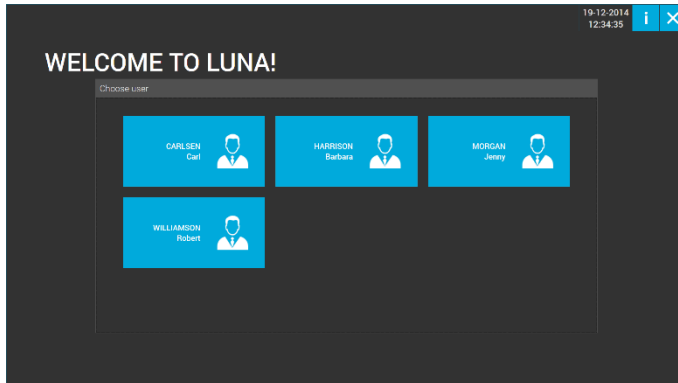 19-12-2014
12:34:35
i
WELCOME TO LUNA!
Choose user
CARLSEN
Carl
HARRISON
Barbara
MORGAN
Jenny
WILLIAMSON
Robert